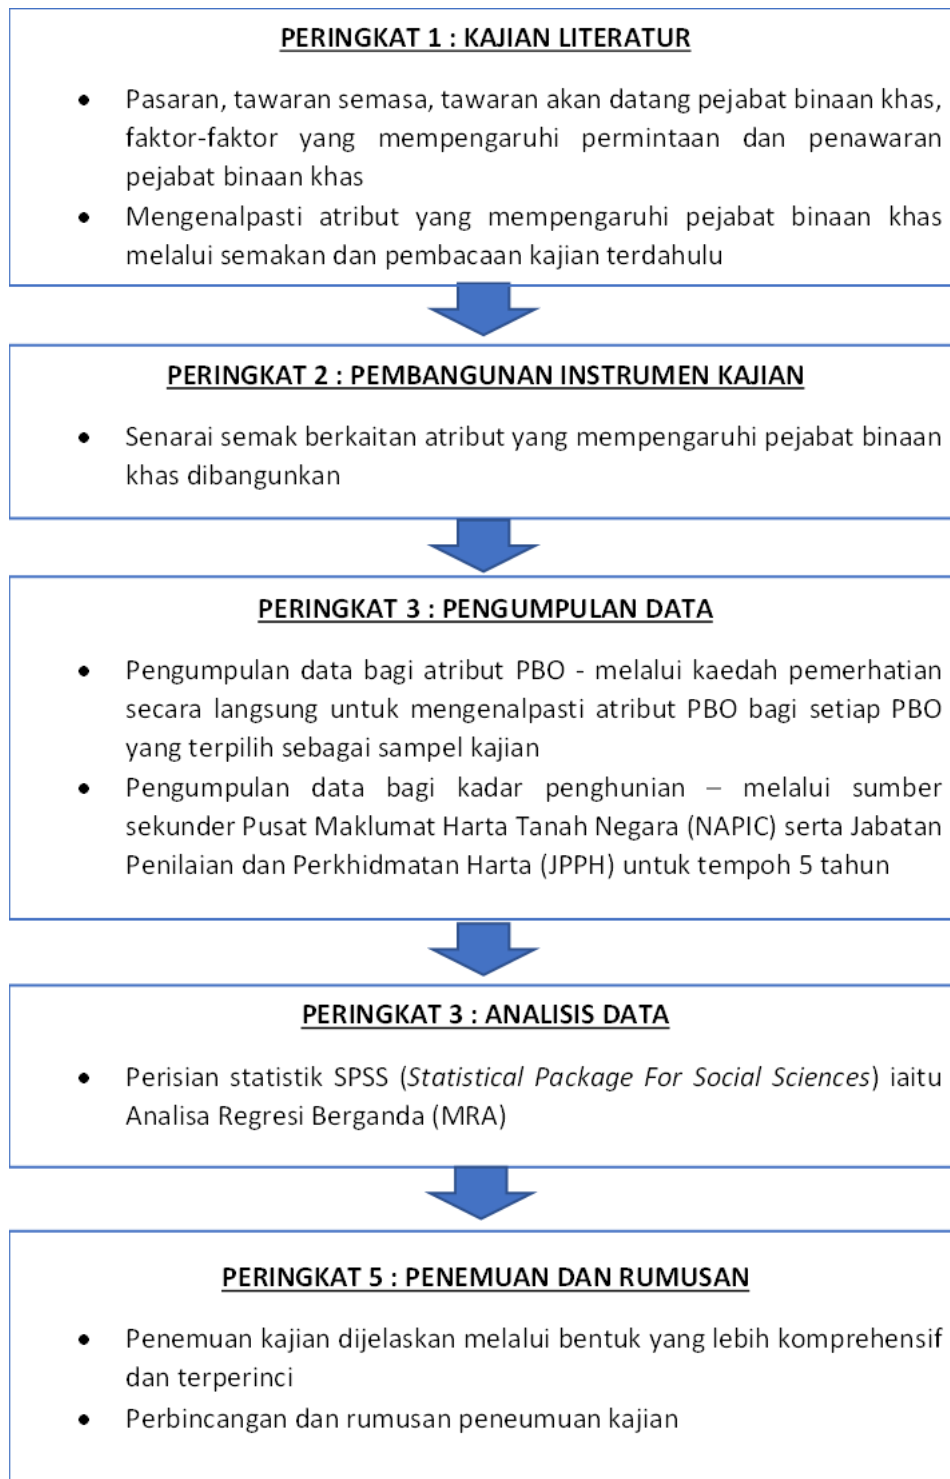 PERINGKAT 1 : KAJIAN LITERATUR
• Pasaran, tawaran semasa, tawaran akan datang pejabat binaan khas,
faktor-faktor yang mempengaruhi permintaan dan penawaran
pejabat binaan khas
• Mengenalpasti atribut yang mempengaruhi pejabat binaan khas
melalui semakan dan pembacaan kajian terdahulu
PERINGKAT 2 : PEMBANGUNAN INSTRUMEN KAJIAN
• Senarai semak berkaitan atribut yang mempengaruhi pejabat binaan
khas dibangunkan
PERINGKAT 3 : PENGUMPULAN DATA
• Pengumpulan data bagi atribut PBO - melalui kaedah pemerhatian
secara langsung untuk mengenalpasti atribut PBO bagi setiap PBO
yang terpilih sebagai sampel kajian
• Pengumpulan data bagi kadar penghunian – melalui sumber
sekunder Pusat Maklumat Harta Tanah Negara (NAPIC) serta Jabatan
Penilaian dan Perkhidmatan Harta (JPPH) untuk tempoh 5 tahun
PERINGKAT 3 : ANALISIS DATA
• Perisian statistik SPSS (Statistical Package For Social Sciences) iaitu
Analisa Regresi Berganda (MRA)
PERINGKAT 5 : PENEMUAN DAN RUMUSAN
• Penemuan kajian dijelaskan melalui bentuk yang lebih komprehensif
dan terperinci
• Perbincangan dan rumusan peneumuan kajian